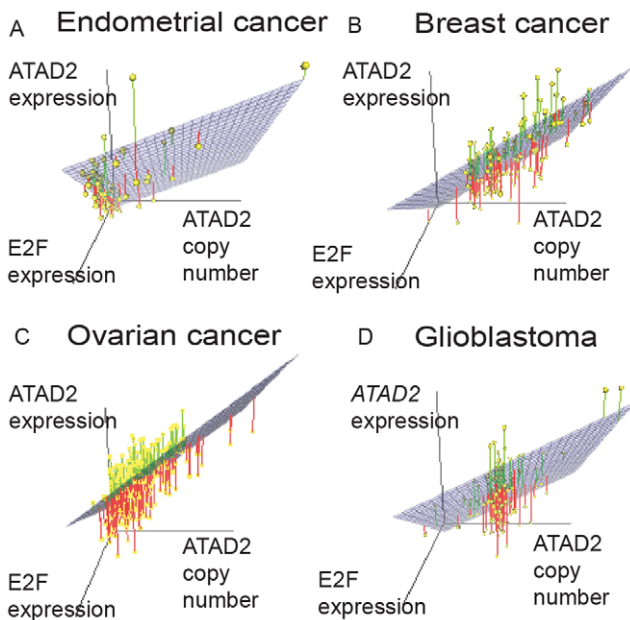 A Endometrial cancer
ATAD2
expression
E2F
expression
ATAD2
copy
number
B Breast cancer
ATAD2
expression
E2F
expression
ATAD2
copy
number
C Ovarian cancer
ATAD2
expression
E2F
expression
ATAD2
copy
number
D Glioblastoma
ATAD2
expression
E2F
expression
ATAD2
copy
number